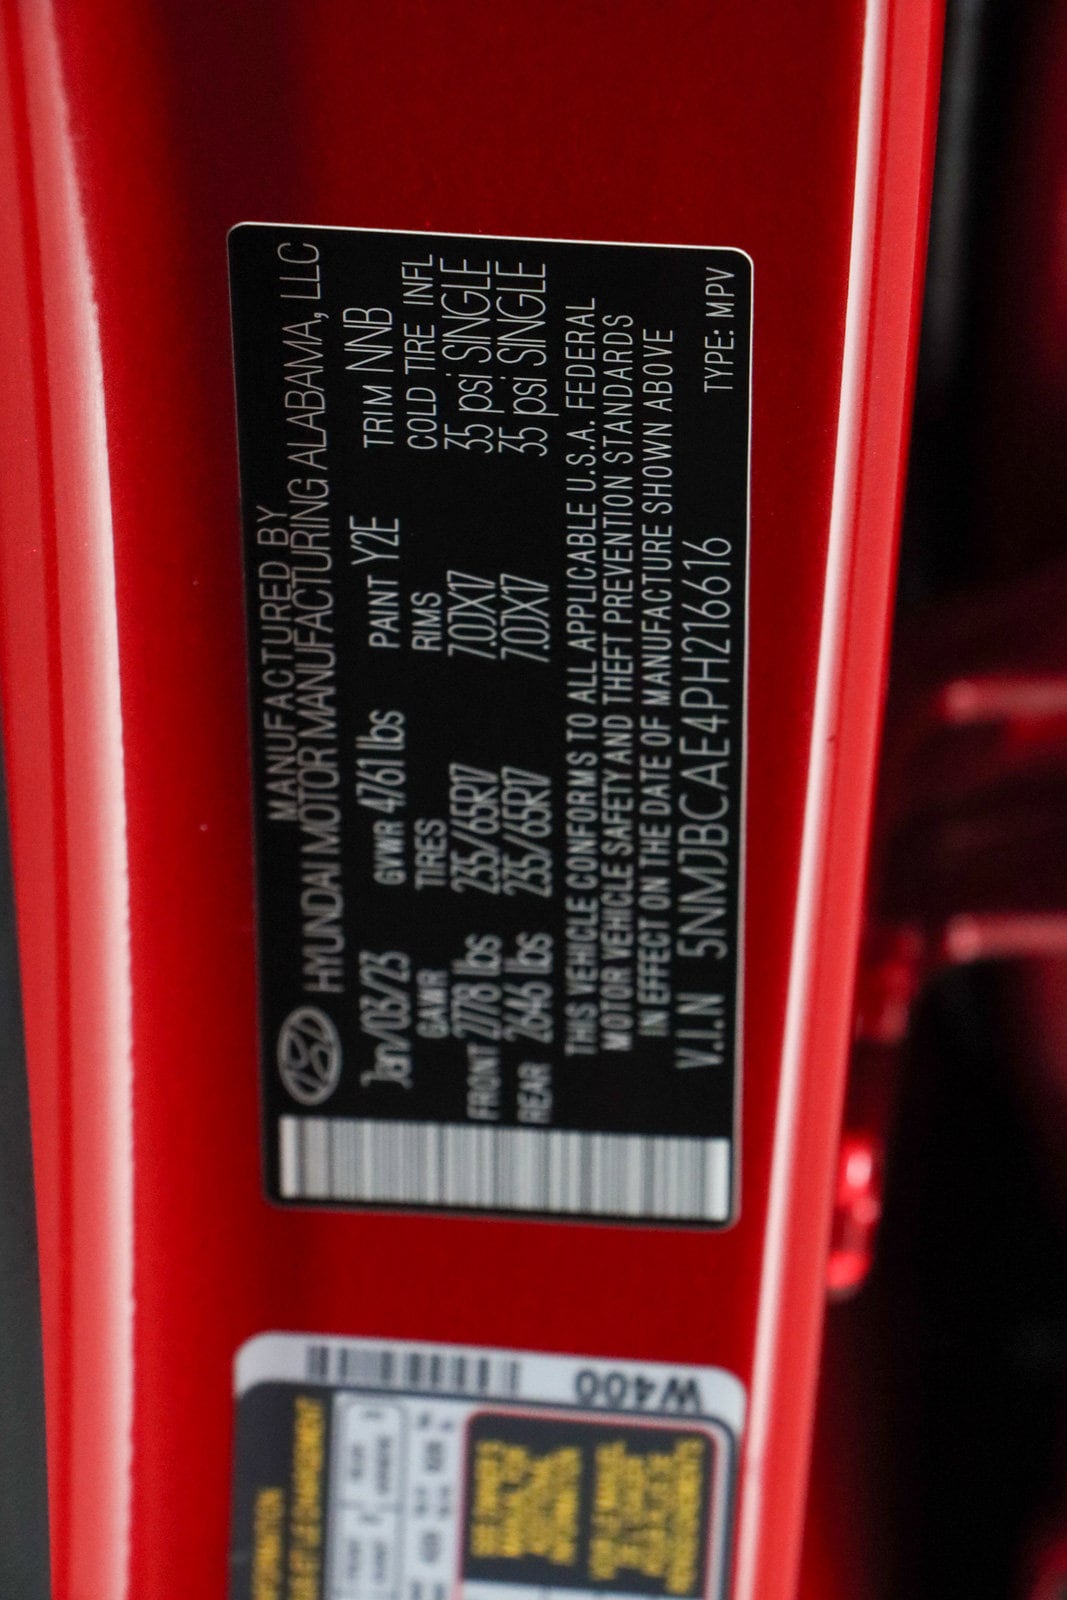 MANUFACTURED BY
HYUNDAI MOTOR MANUFACTURING ALABAMA, LLC
Jan/03/23 GVWR 4761 lbs PAINT Y2E TRIM NNB
GAWR TIRES RIMS COLD TIRE INFL
FRONT 2778 lbs 235/65R17 7.0JX17 35 psi SINGLE
REAR 2646 lbs 235/65R17 7.0JX17 35 psi SINGLE
THIS VEHICLE CONFORMS TO ALL APPLICABLE U.S.A. FEDERAL
MOTOR VEHICLE SAFETY AND THEFT PREVENTION STANDARDS
IN EFFECT ON THE DATE OF MANUFACTURE SHOWN ABOVE
V.I.N 5NMJBCAE4PH216616
TYPE: MPV
W400